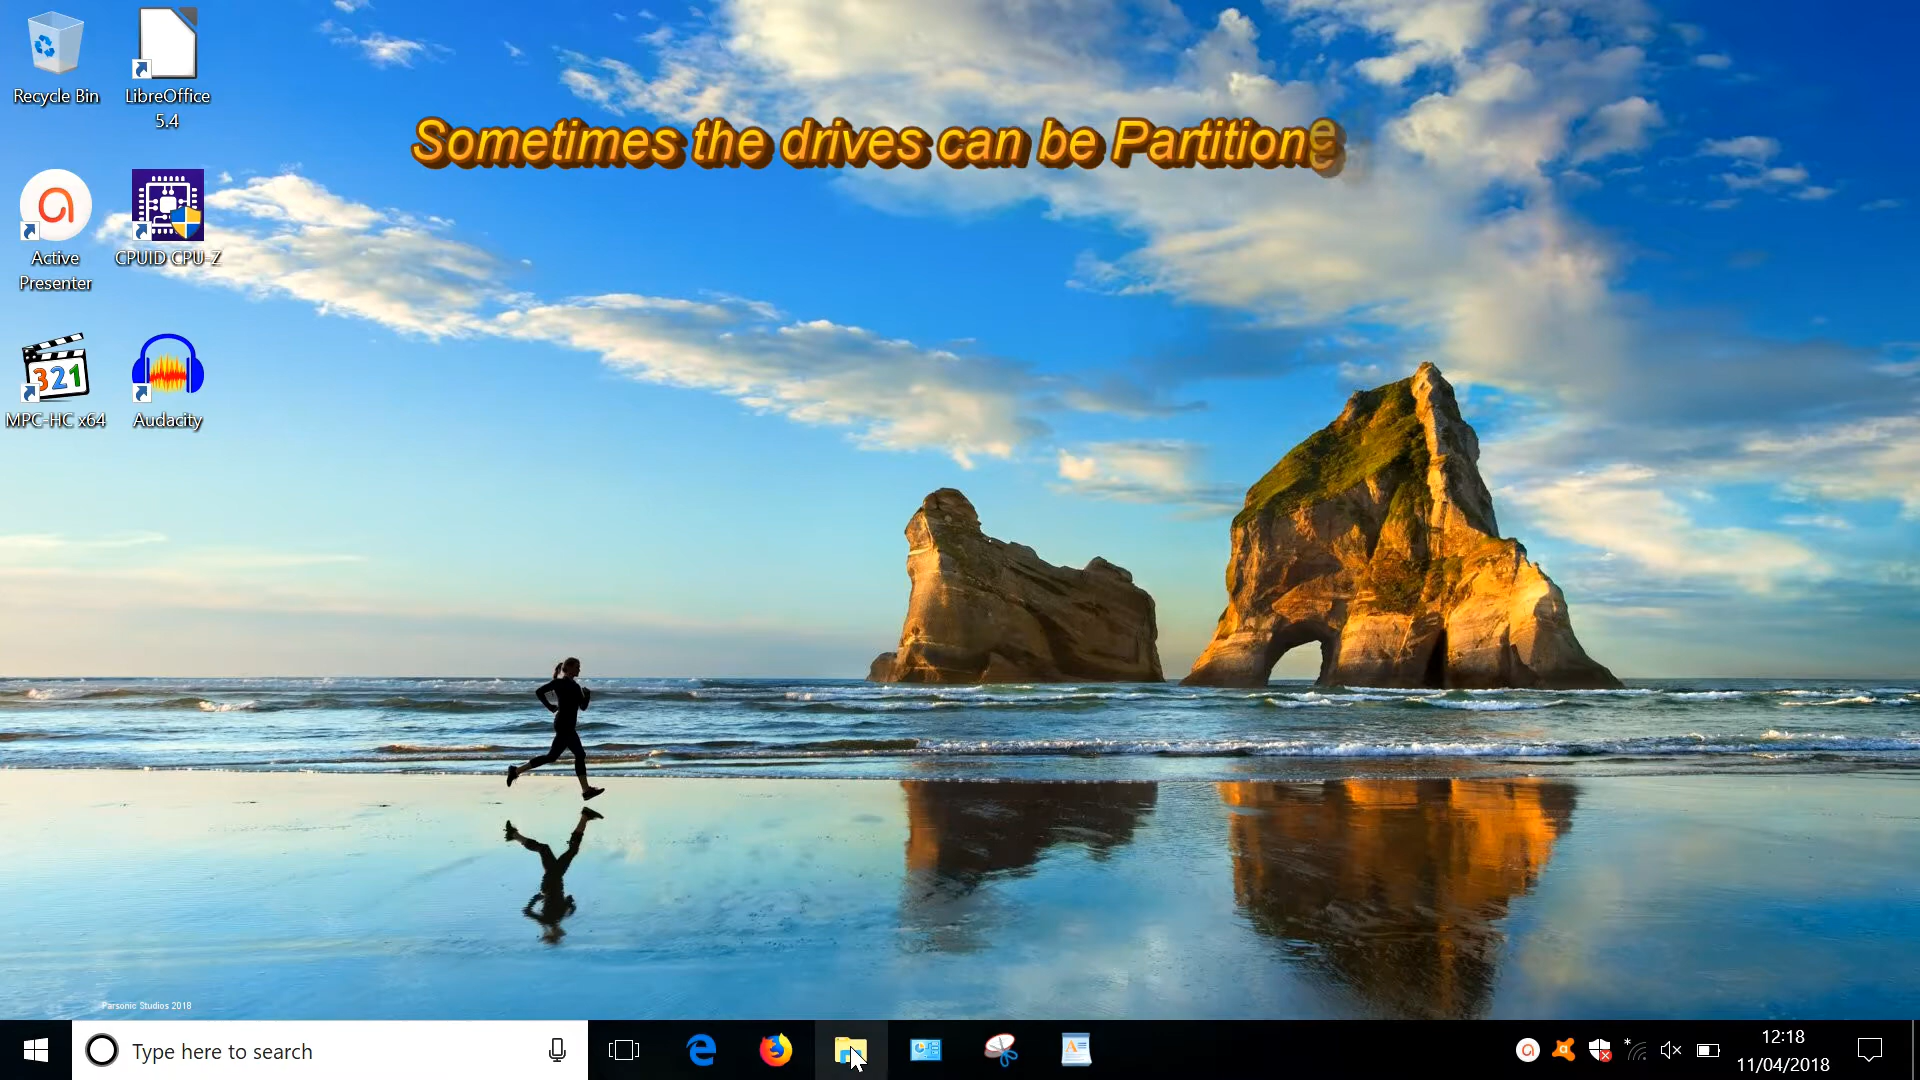 Recycle Bin
LibreOffice
5.4
Sometimes the drives can be Partitione
Active
Presenter
CPUID CPU-Z
321
MPC-HC x64
Audacity
Parsonic Studios 2018
Type here to search
12:18
11/04/2018